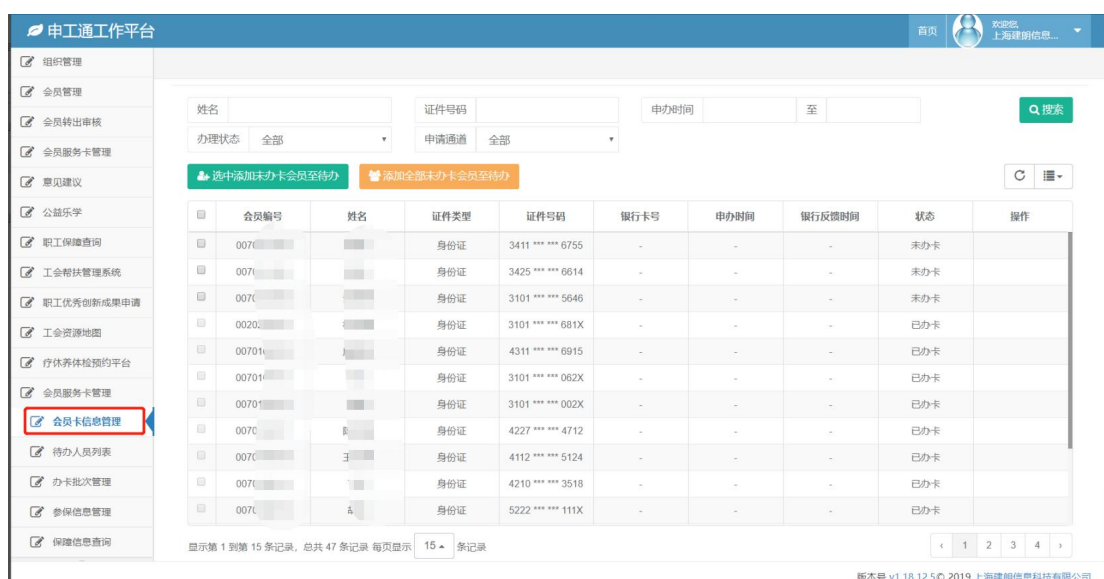 申工通工作平台
首页
欢迎您,
上海建朗信息...
组织管理
会员管理
会员转出审核
会员服务卡管理
意见建议
公益乐学
职工保障查询
工会帮扶管理系统
职工优秀创新成果申请
工会资源地图
疗休养体检预约平台
会员服务卡管理
会员卡信息管理
待办人员列表
办卡批次管理
参保信息管理
保障信息查询
姓名 证件号码 申办时间 至 搜索
办理状态 全部 申请通道 全部
选中添加未办卡会员至待办 添加全部未办卡会员至待办
会员编号 姓名 证件类型 证件号码 银行卡号 申办时间 银行反馈时间 状态 操作
007 身份证 3411 *** *** 6755 - - - 未办卡
007 身份证 3425 *** *** 6614 - - - 未办卡
007 身份证 3101 *** *** 5646 - - - 未办卡
0020 身份证 3101 *** *** 681X - - - 已办卡
00701 身份证 4311 *** *** 6915 - - - 已办卡
00701 身份证 3101 *** *** 062X - - - 已办卡
00701 身份证 3101 *** *** 002X - - - 已办卡
007 身份证 4227 *** *** 4712 - - - 已办卡
007 王 身份证 4112 *** *** 5124 - - - 已办卡
007 身份证 4210 *** *** 3518 - - - 已办卡
007 身份证 5222 *** *** 111X - - - 已办卡
显示第 1 到第 15 条记录，总共 47 条记录 每页显示 15 条记录
‹ 1 2 3 4 ›
版本号 v1.18.12.5© 2019 上海建朗信息科技有限公司